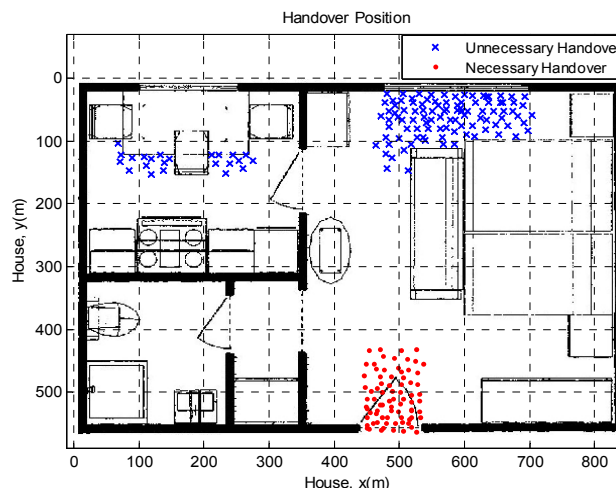 Handover Position
Unnecessary Handover
Necessary Handover
0
100
200
300
400
500
House, y(m)
0 100 200 300 400 500 600 700 800
House, x(m)